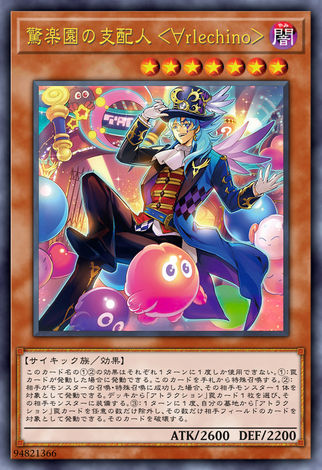 驚楽園の支配人 <∀rlechino>
闇
やみ
【サイキック族/効果】
このカード名の①②の効果はそれぞれ1ターンに1度しか使用できない。①:罠
カードが発動した場合に発動できる。このカードを手札から特殊召喚する。②:
相手がモンスターの召喚・特殊召喚に成功した場合、その相手モンスター1体を
対象として発動できる。デッキから「アトラクション」罠カード1枚を選び、そ
の相手モンスターに装備する。③:1ターンに1度、自分の墓地から「アトラク
ション」罠カードを任意の数だけ除外し、その数だけ相手フィールドのカードを
対象として発動できる。そのカードを破壊する。
ATK/2600 DEF/2200
94821366